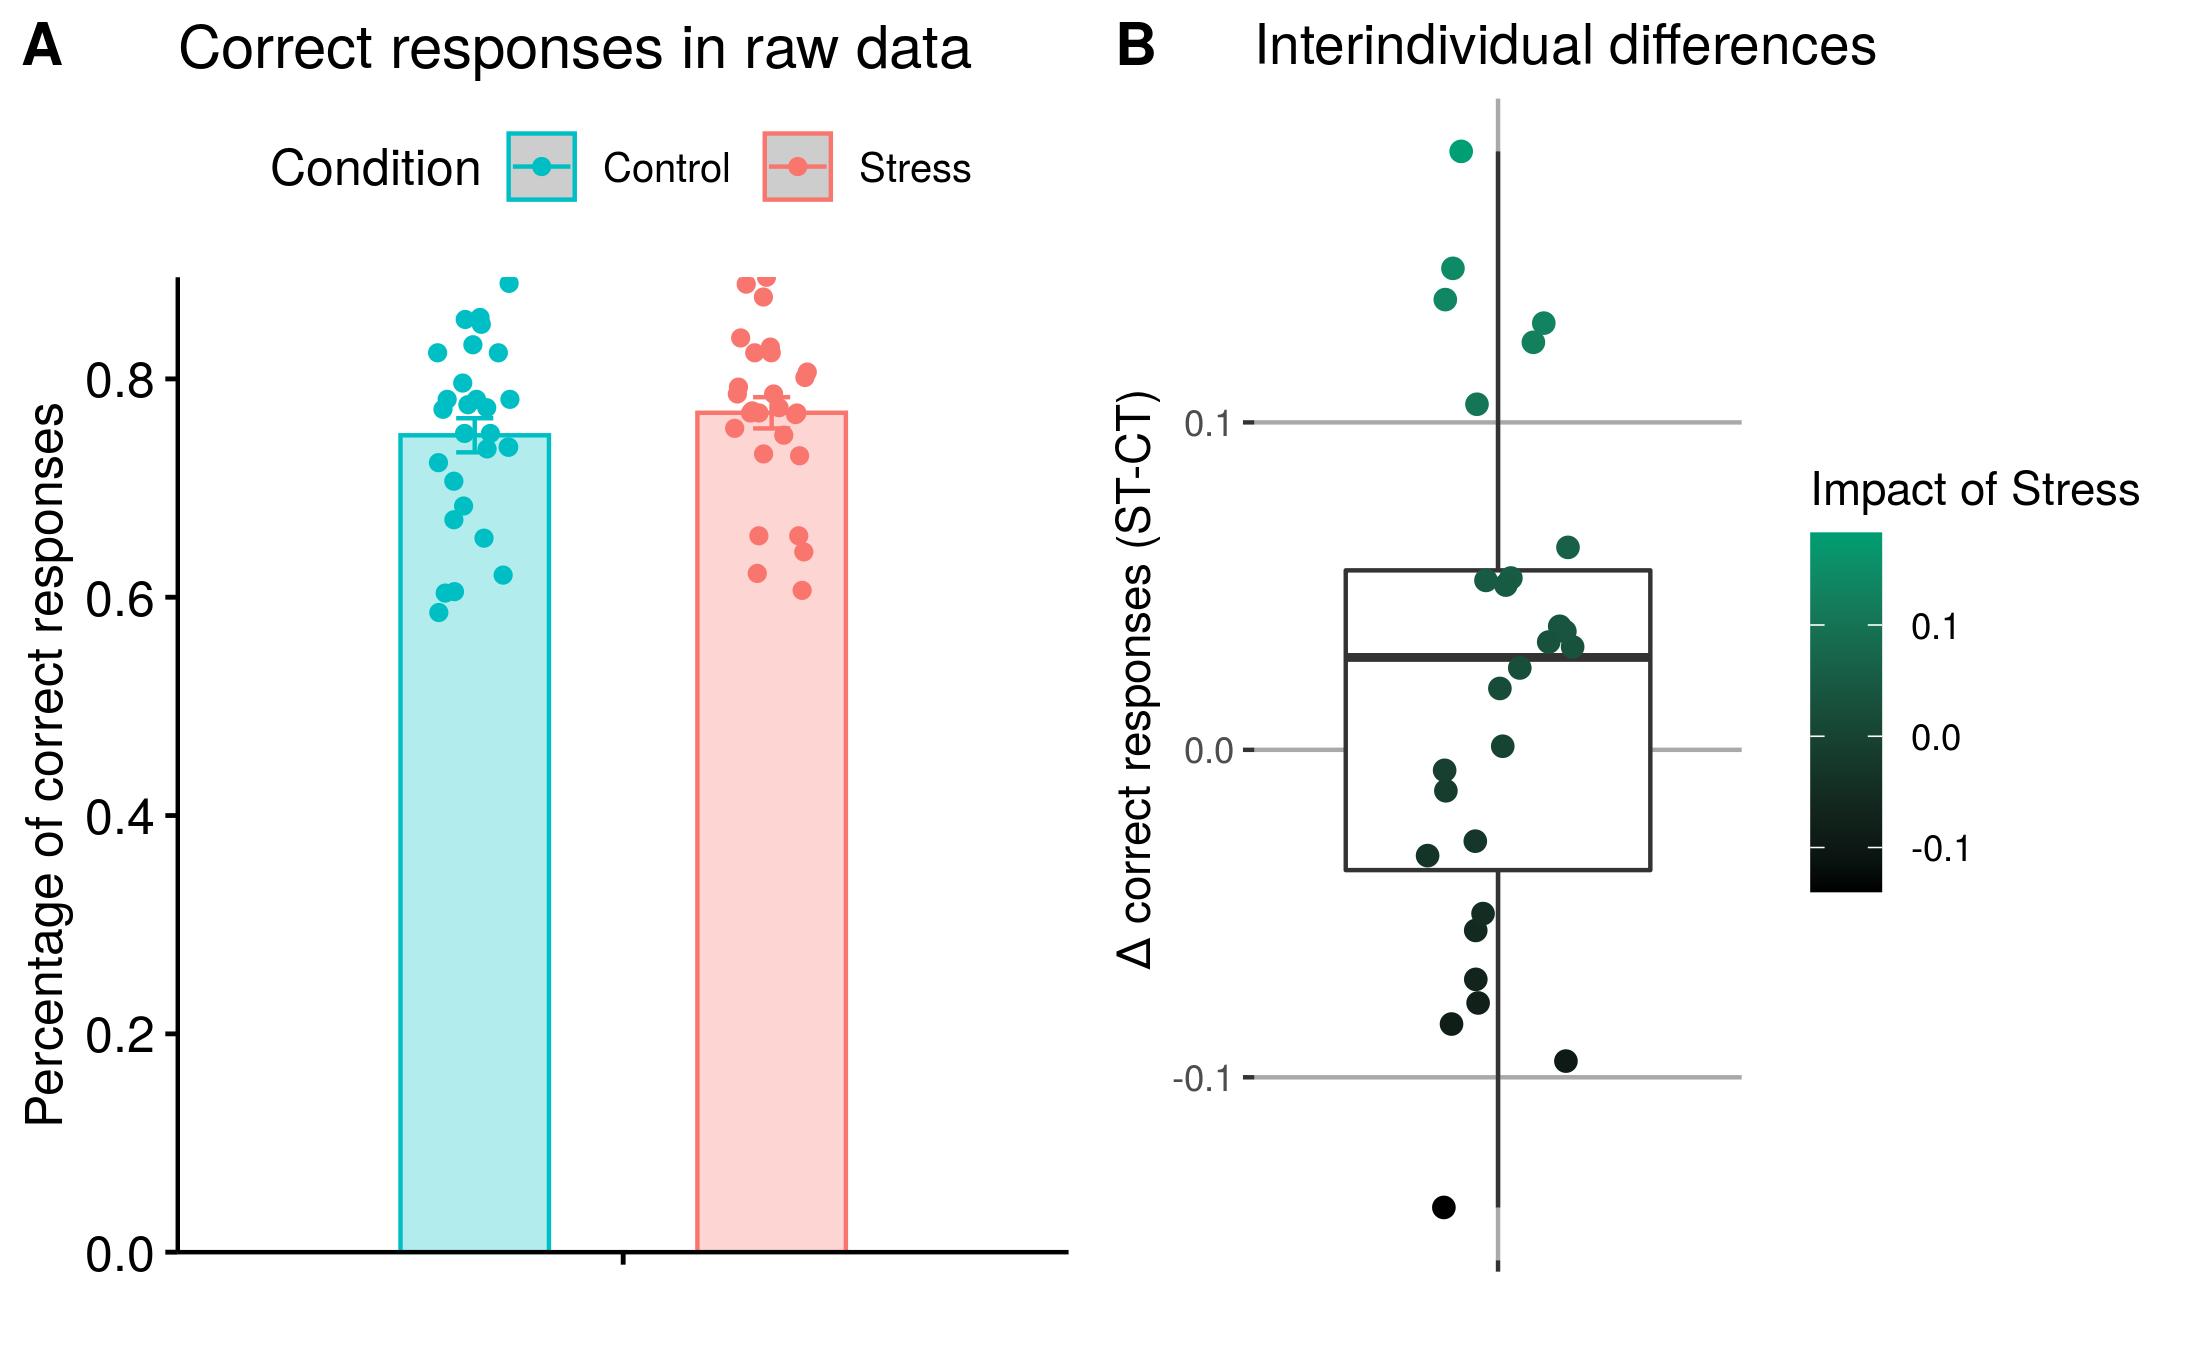 A
Correct responses in raw data
Condition
Control
Stress
Percentage of correct responses
0.8
0.6
0.4
0.2
0.0
B
Interindividual differences
Δ correct responses (ST-CT)
0.1
0.0
-0.1
Impact of Stress
0.1
0.0
-0.1